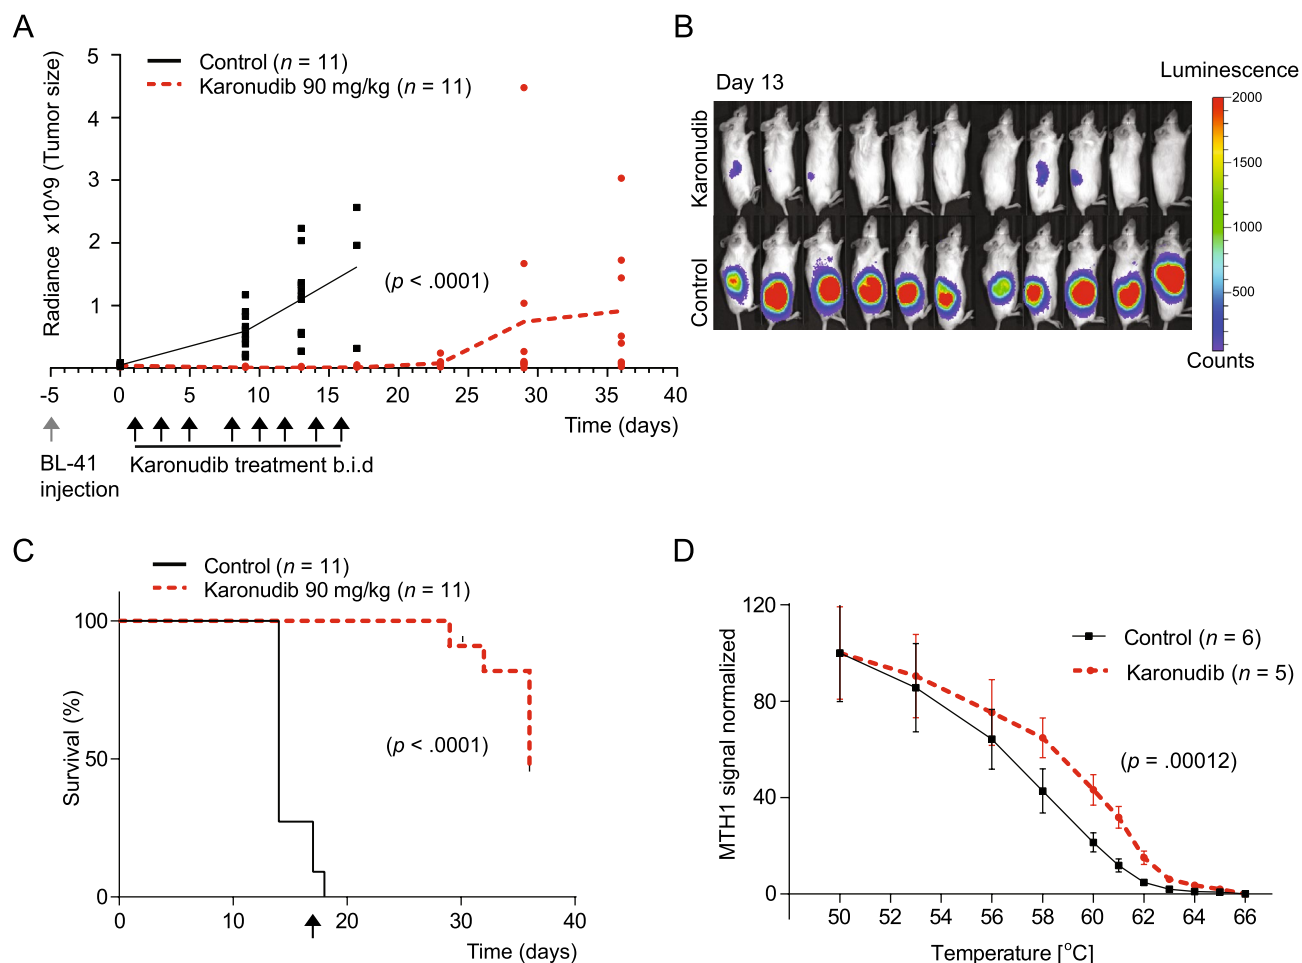 A
Control (n = 11)
Karonudib 90 mg/kg (n = 11)
Radiance x10^9 (Tumor size)
5
4
3
2
1
(p < .0001)
-5 0 5 10 15 20 25 30 35 40
Time (days)
BL-41
injection
Karonudib treatment b.i.d
B
Day 13
Karonudib
Control
Luminescence
2000
1500
1000
500
Counts
C
Control (n = 11)
Karonudib 90 mg/kg (n = 11)
Survival (%)
100
50
0
(p < .0001)
0 10 20 30 40
Time (days)
D
MTH1 signal normalized
120
80
40
0
Control (n = 6)
Karonudib (n = 5)
(p = .00012)
50 52 54 56 58 60 62 64 66
Temperature [°C]